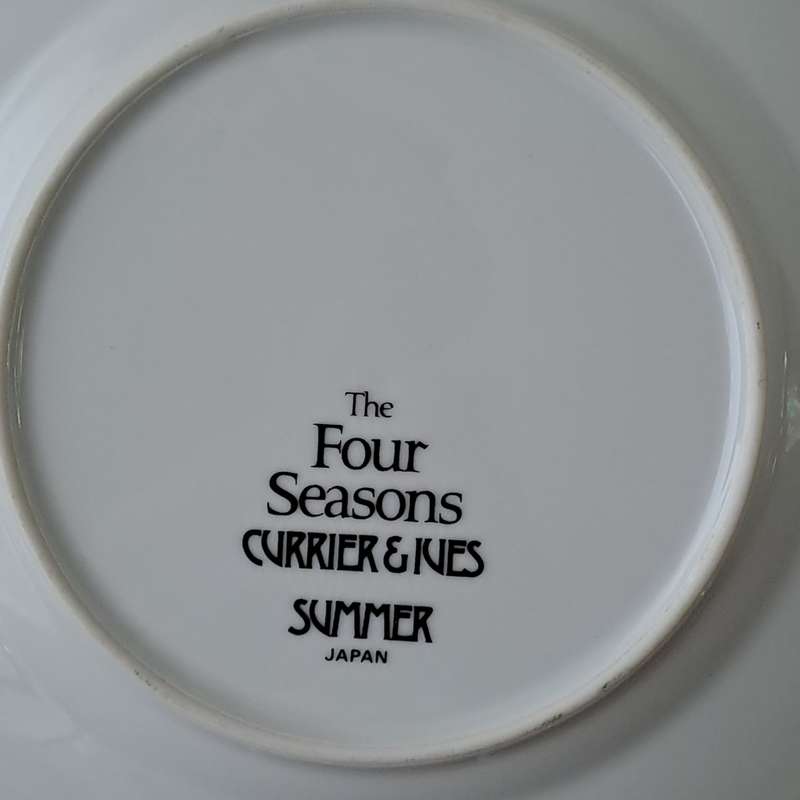 The
Four
Seasons
CURRIER & IVES
SUMMER
JAPAN